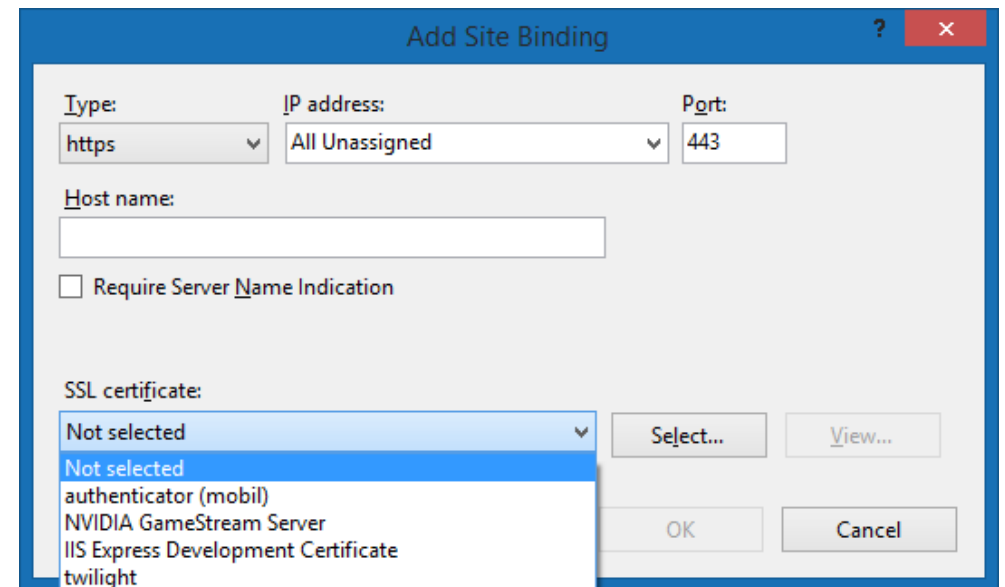 Add Site Binding
?
Type: IP address: Port:
https All Unassigned 443
Host name:
Require Server Name Indication
SSL certificate:
Not selected Select... View...
Not selected
authenticator (mobil)
NVIDIA GameStream Server
IIS Express Development Certificate OK Cancel
twilight